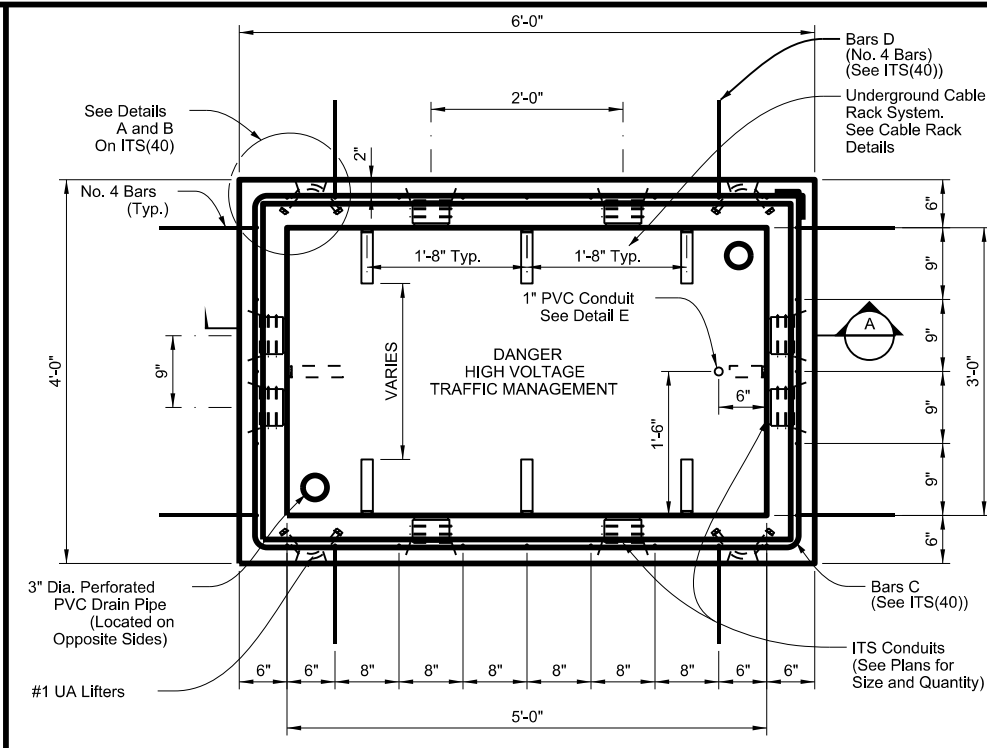 6'-0"
Bars D
(No. 4 Bars)
(See ITS(40))
2'-0"
See Details
A and B
On ITS(40)
Underground Cable
Rack System.
See Cable Rack
Details
2"
No. 4 Bars
(Typ.)
6"
1'-8" Typ.
1'-8" Typ.
9"
1" PVC Conduit
See Detail E
A
9"
4'-0"
9"
VARIES
DANGER
HIGH VOLTAGE
TRAFFIC MANAGEMENT
3'-0"
6"
1'-6"
9"
9"
6"
3" Dia. Perforated
PVC Drain Pipe
(Located on
Opposite Sides)
Bars C
(See ITS(40))
ITS Conduits
(See Plans for
Size and Quantity)
#1 UA Lifters
6"
6"
8"
8"
8"
8"
8"
8"
6"
6"
5'-0"